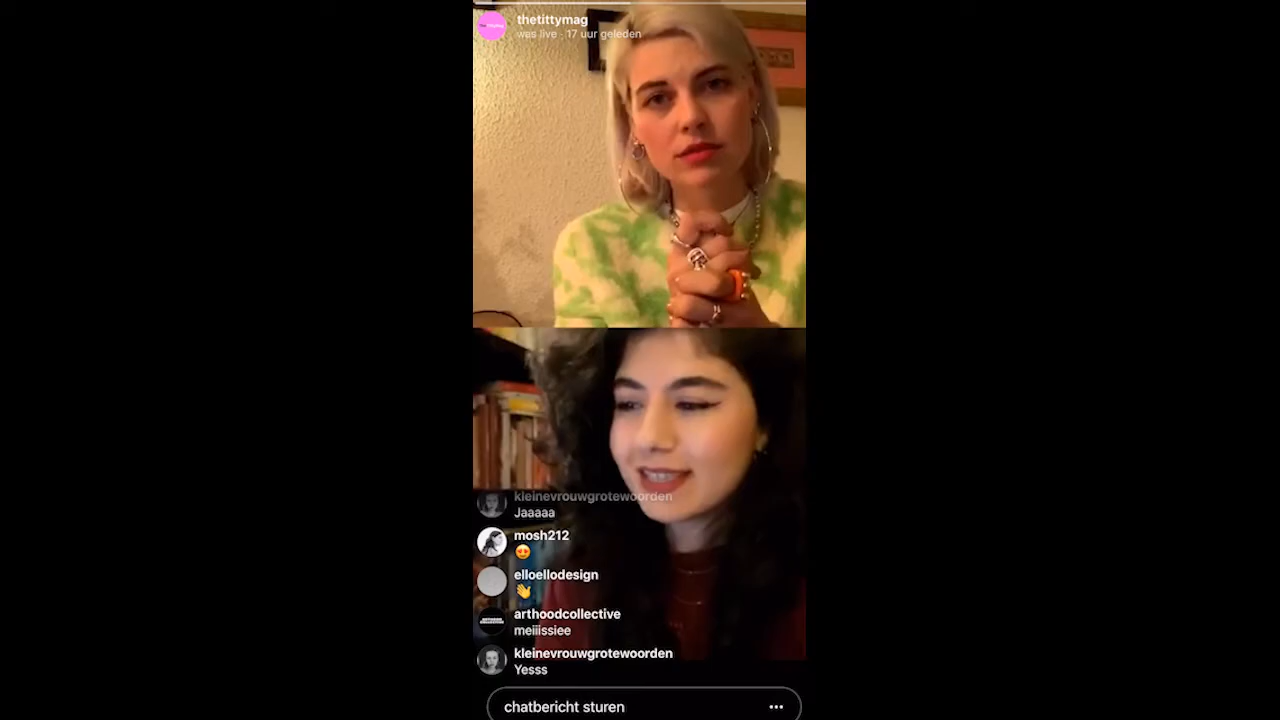 thetittymag
was live · 17 uur geleden
kleinevrouwgrotewoorden
Jaaaaa
mosh212
😍
elloellodesign
👋
arthoodcollective
meiiissiee
kleinevrouwgrotewoorden
Yesss
chatbericht sturen